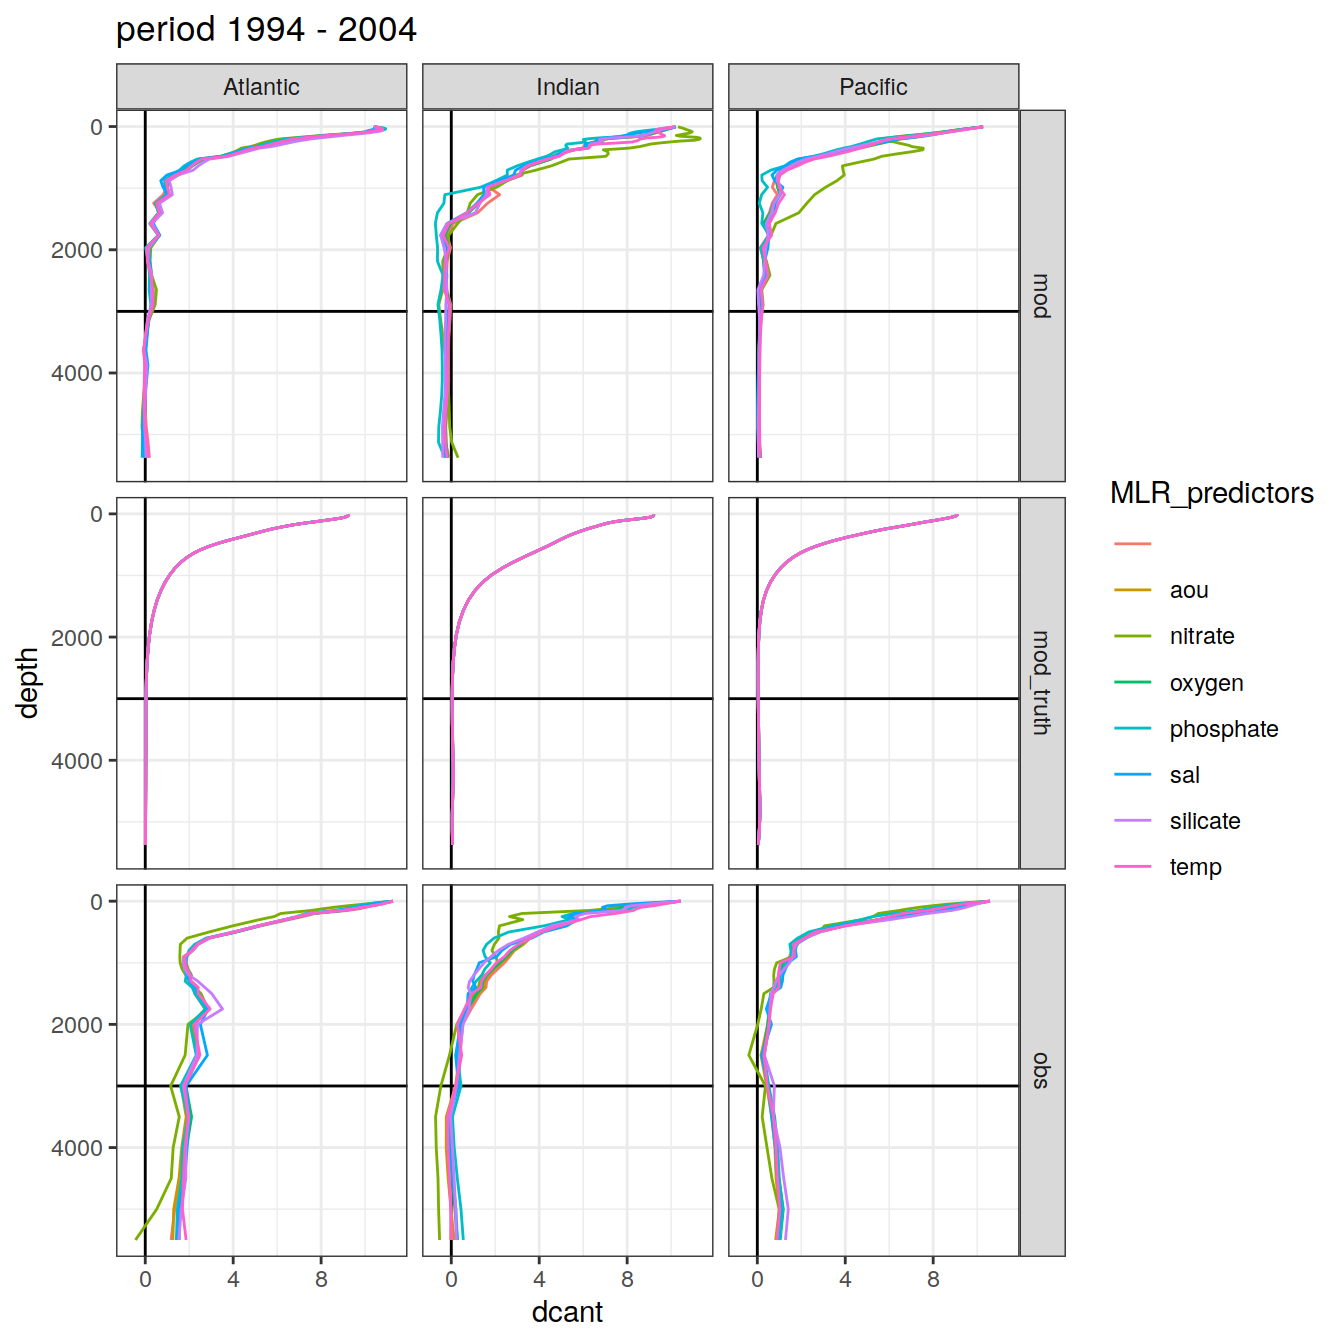 period 1994 - 2004
Atlantic
Indian
Pacific
0
2000
4000
mod
0
2000
4000
mod_truth
0
2000
4000
obs
depth
0
4
8
0
4
8
0
4
8
dcant
MLR_predictors
aou
nitrate
oxygen
phosphate
sal
silicate
temp